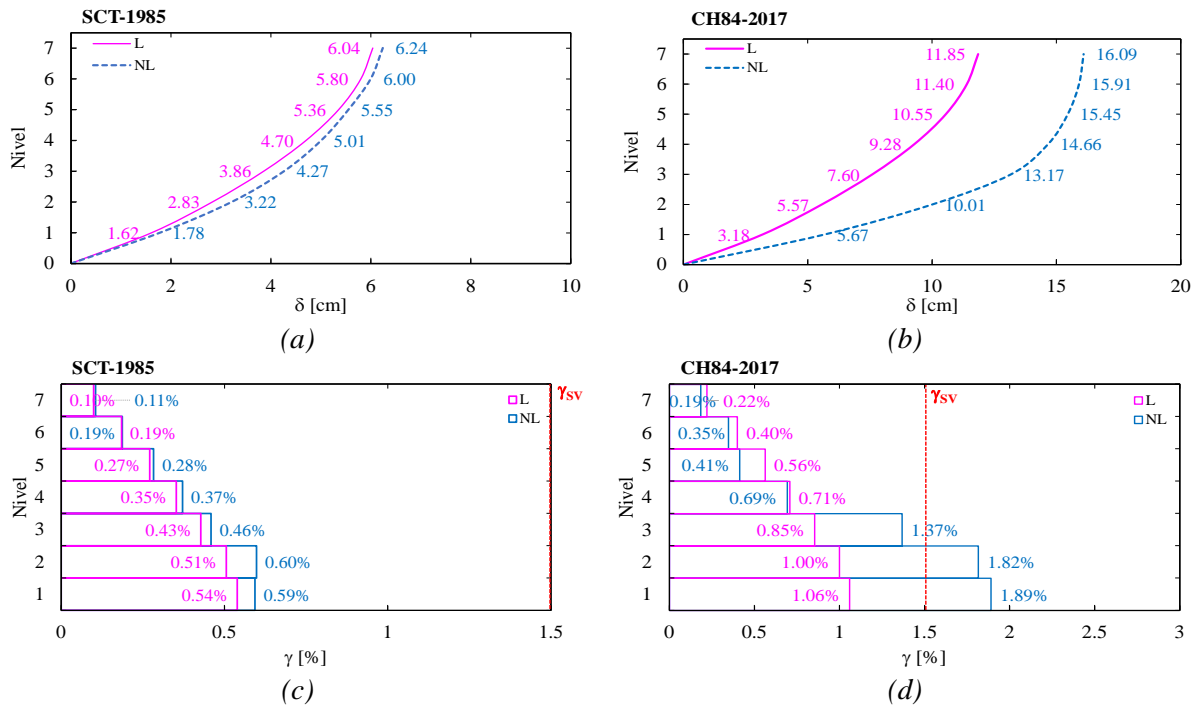 SCT-1985
L
NL
7
6
5
4
3
2
1
0
Nivel
6.04
6.24
5.80
6.00
5.36
5.55
4.70
5.01
3.86
4.27
2.83
3.22
1.62
1.78
0 2 4 6 8 10
δ [cm]
(a)
CH84-2017
L
NL
7
6
5
4
3
2
1
0
Nivel
11.85
16.09
11.40
15.91
10.55
15.45
9.28
14.66
7.60
13.17
5.57
10.01
3.18
5.67
0 5 10 15 20
δ [cm]
(b)
SCT-1985
γSV
L
NL
Nivel
7 0.10% 0.11%
6 0.19% 0.19%
5 0.27% 0.28%
4 0.35% 0.37%
3 0.43% 0.46%
2 0.51% 0.60%
1 0.54% 0.59%
0 0.5 1 1.5
γ [%]
(c)
CH84-2017
γSV
L
NL
Nivel
7 0.19% 0.22%
6 0.35% 0.40%
5 0.41% 0.56%
4 0.69% 0.71%
3 0.85% 1.37%
2 1.00% 1.82%
1 1.06% 1.89%
0 0.5 1 1.5 2 2.5 3
γ [%]
(d)